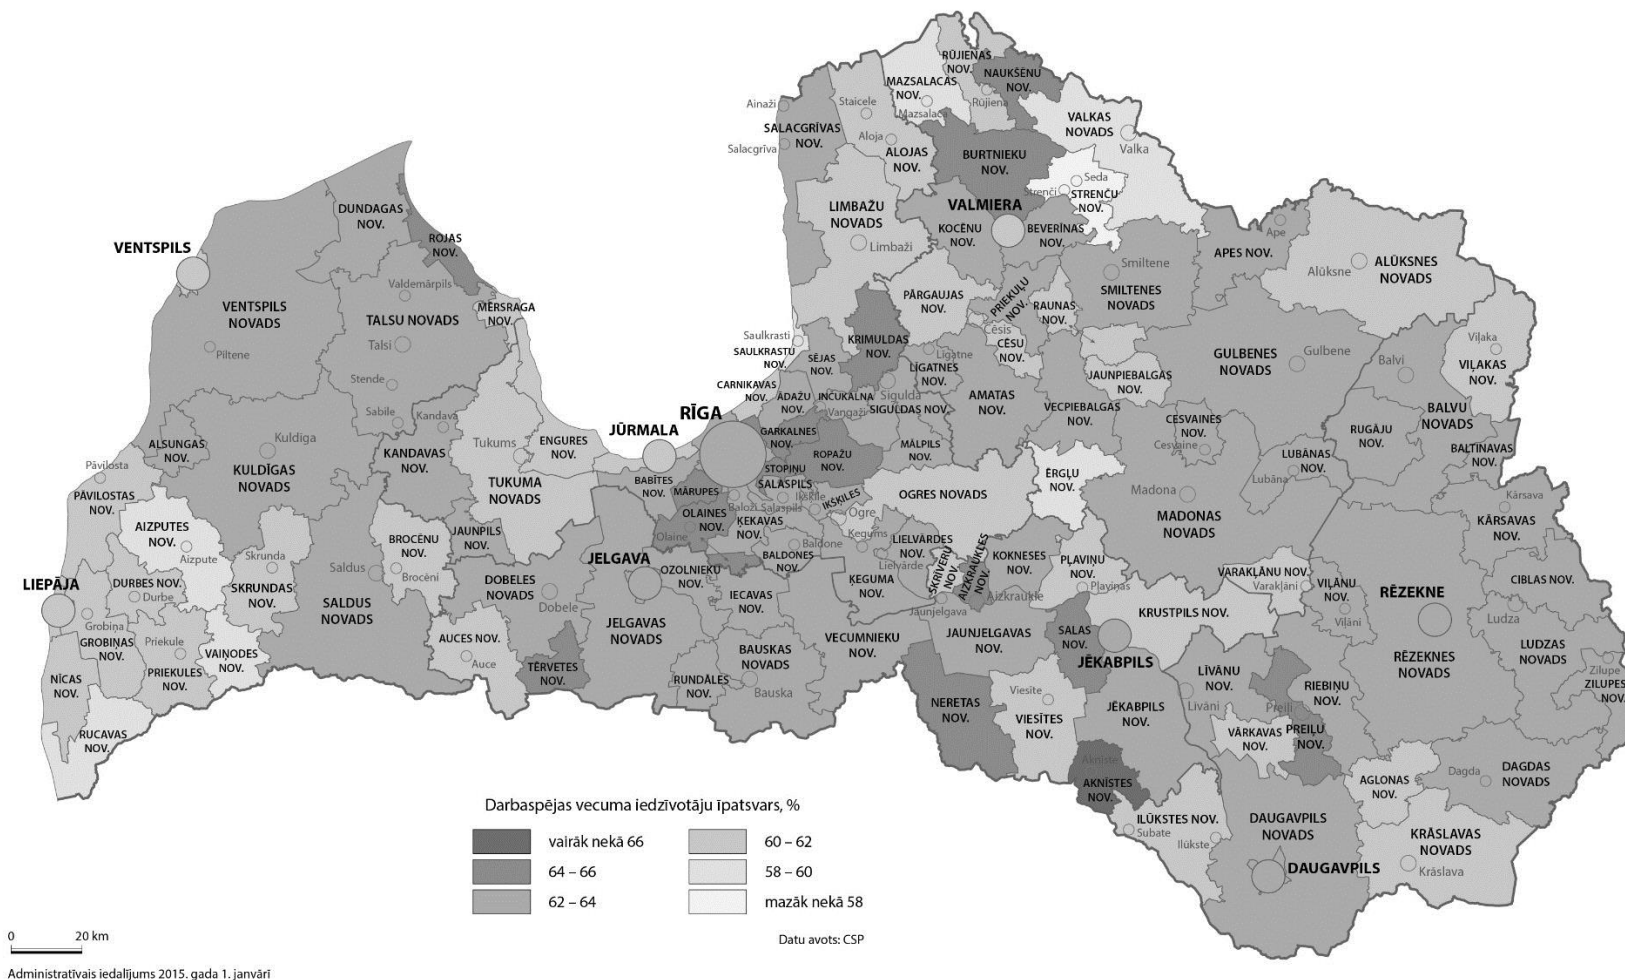 RŪJIENAS
NOV.
NAUKŠĒNU
NOV.
MAZSALACAS
NOV.
Mazsalaca
Rūjiena
Ainaži
Staicele
SALACGRĪVAS
NOV.
Salacgrīva
Aloja
ALOJAS
NOV.
BURTNIEKU
NOV.
VALKAS
NOVADS
Valka
Seda
Strenči
STRENČU
NOV.
DUNDAGAS
NOV.
ROJAS
NOV.
LIMBAŽU
NOVADS
Limbaži
VALMIERA
KOCĒNU
NOV.
BEVERĪNAS
NOV.
Ape
APES NOV.
Smiltene
SMILTENES
NOVADS
Alūksne
ALŪKSNES
NOVADS
VENTSPILS
VENTSPILS
NOVADS
Piltene
Valdemārpils
MĒRSRAGA
NOV.
TALSU NOVADS
Talsi
Stende
Sabile
Kandava
PĀRGAUJAS
NOV.
PRIEKUĻU
NOV.
RAUNAS
NOV.
Cēsis
CĒSU
NOV.
Saulkrasti
SAULKRASTU
NOV.
KRIMULDAS
NOV.
SĒJAS
NOV.
Līgatne
LĪGATNES
NOV.
JAUNPIEBALGAS
NOV.
GULBENES
NOVADS
Gulbene
Balvi
Viļaka
VIĻAKAS
NOV.
CARNIKAVAS
NOV.
ĀDAŽU
NOV.
INČUKALNA
Vangaži
Sigulda
SIGULDAS NOV.
AMATAS
NOV.
VECPIEBALGAS
NOV.
CESVAINES
NOV.
Cesvaine
BALVU
NOVADS
RUGĀJU
NOV.
BALTINAVAS
NOV.
RĪGA
JŪRMALA
GARKALNES
NOV.
ROPAŽU
NOV.
MĀLPILS
NOV.
STOPIŅU
NOV.
SALASPILS
Salaspils
ALSUNGAS
NOV.
Kuldīga
KULDĪGAS
NOVADS
KANDAVAS
NOV.
Tukums
ENGURES
NOV.
TUKUMA
NOVADS
BABĪTES
NOV.
MĀRUPES
Baloži
OLAINES
NOV.
Olaine
ĶEKAVAS
NOV.
Ikšķile
IKŠĶILES
Ogre
OGRES NOVADS
ĒRGĻU
NOV.
LUBĀNAS
NOV.
Lubāna
Madona
MADONAS
NOVADS
Kārsava
KĀRSAVAS
NOV.
Pāvilosta
PĀVILOSTAS
NOV.
AIZPUTES
NOV.
Aizpute
Skrunda
SKRUNDAS
NOV.
Saldus
SALDUS
NOVADS
BROCĒNU
NOV.
Brocēni
JAUNPILS
NOV.
DOBELES
NOVADS
Dobele
JELGAVA
OZOLNIEKU
NOV.
BALDONES
NOV.
Baldone
Ķegums
ĶEGUMA
NOV.
LIELVĀRDES
NOV.
Lielvārde
SKRĪVERU
NOV.
AIZKRAUKLES
NOV.
Aizkraukle
KOKNESES
NOV.
PĻAVIŅU
NOV.
Pļaviņas
VARAKĻĀNU NOV.
Varakļāni
VIĻĀNU
NOV.
Viļāni
RĒZEKNE
RĒZEKNES
NOVADS
CIBLAS NOV.
Ludza
LUDZAS
NOVADS
Zilupe
ZILUPES
NOV.
LIEPĀJA
DURBES NOV.
Durbe
Grobiņa
GROBIŅAS
NOV.
Priekule
PRIEKULES
NOV.
VAIŅODES
NOV.
NĪCAS
NOV.
RUCAVAS
NOV.
AUCES NOV.
Auce
TĒRVETES
NOV.
JELGAVAS
NOVADS
IECAVAS
NOV.
RUNDĀLES
NOV.
BAUSKAS
NOVADS
Bauska
VECUMNIEKU
NOV.
Jaunjelgava
JAUNJELGAVAS
NOV.
SALAS
NOV.
JĒKABPILS
KRUSTPILS NOV.
NERETAS
NOV.
Viesīte
VIESĪTES
NOV.
JĒKABPILS
NOV.
LĪVĀNU
NOV.
Līvāni
RIEBIŅU
NOV.
Preiļi
PREIĻU
NOV.
VĀRKAVAS
NOV.
Aknīste
AKNĪSTES
NOV.
AGLONAS
NOV.
Dagda
DAGDAS
NOVADS
ILŪKSTES NOV.
Subate
Ilūkste
DAUGAVPILS
NOVADS
DAUGAVPILS
KRĀSLAVAS
NOVADS
Krāslava
Darbaspējas vecuma iedzīvotāju īpatsvars, %
vairāk nekā 66
64 – 66
62 – 64
60 – 62
58 – 60
mazāk nekā 58
Datu avots: CSP
0 20 km
Administratīvais iedalījums 2015. gada 1. janvārī